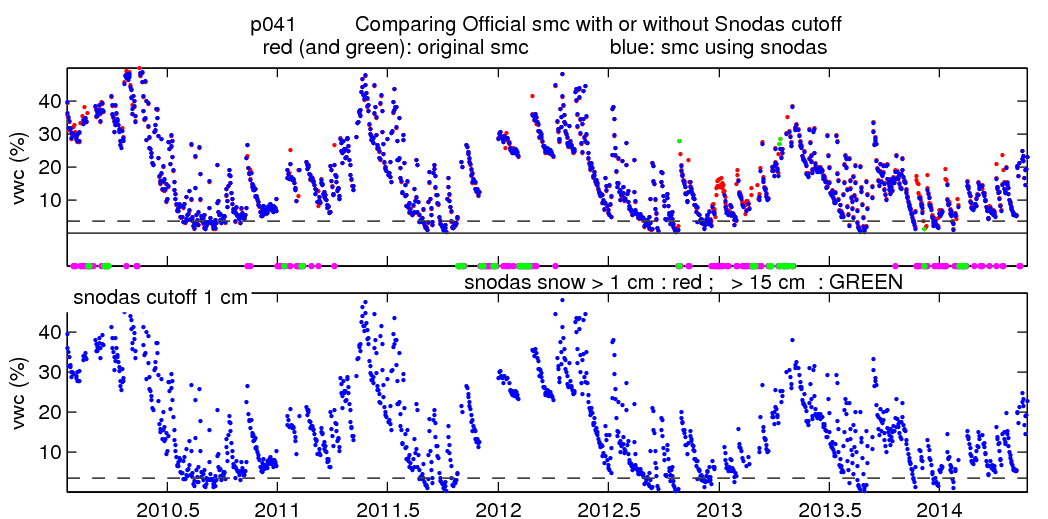 p041 Comparing Official smc with or without Snodas cutoff
red (and green): original smc blue: smc using snodas
40
30
20
10
vwc (%)
snodas snow > 1 cm : red ; > 15 cm : GREEN
snodas cutoff 1 cm
40
30
20
10
vwc (%)
2010.5 2011 2011.5 2012 2012.5 2013 2013.5 2014